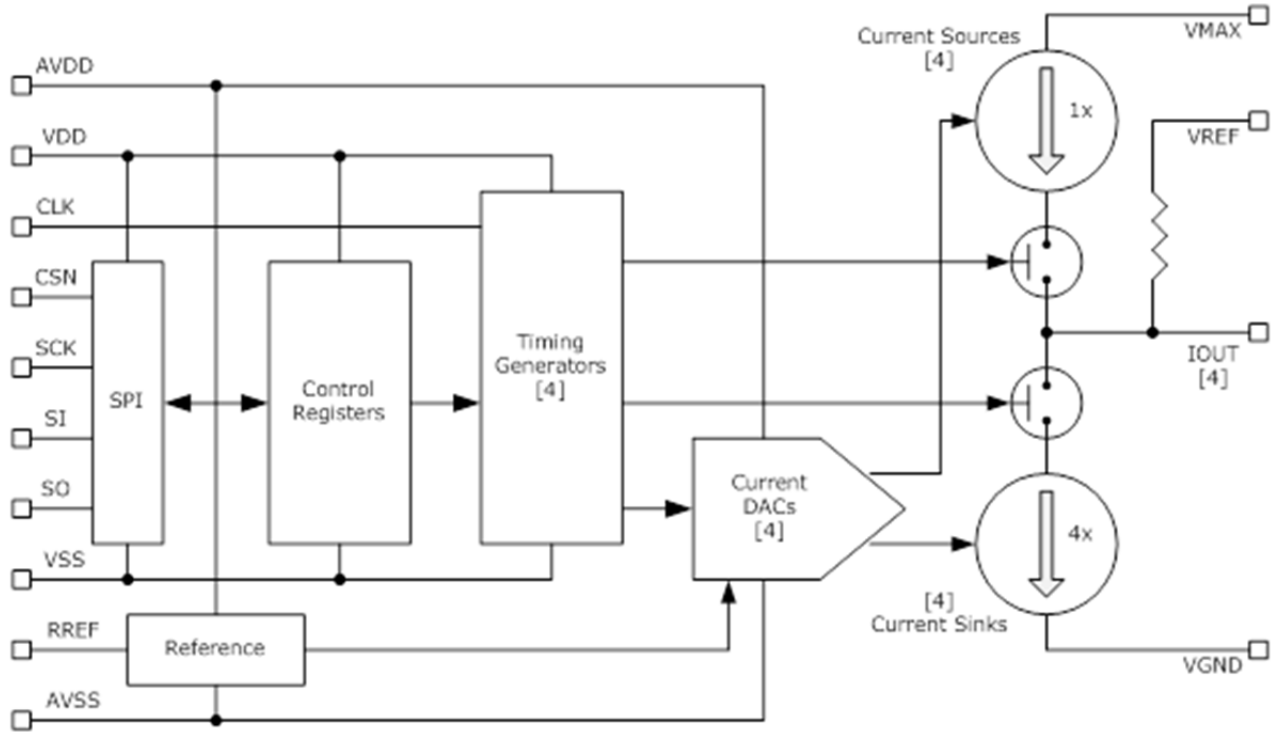 Current Sources
[4]
VMAX
AVDD
1x
VREF
VDD
CLK
CSN
SCK
Timing
Generators
[4]
IOUT
[4]
SPI
Control
Registers
SI
SO
Current
DACs
[4]
4x
VSS
[4]
Current Sinks
RREF
Reference
VGND
AVSS